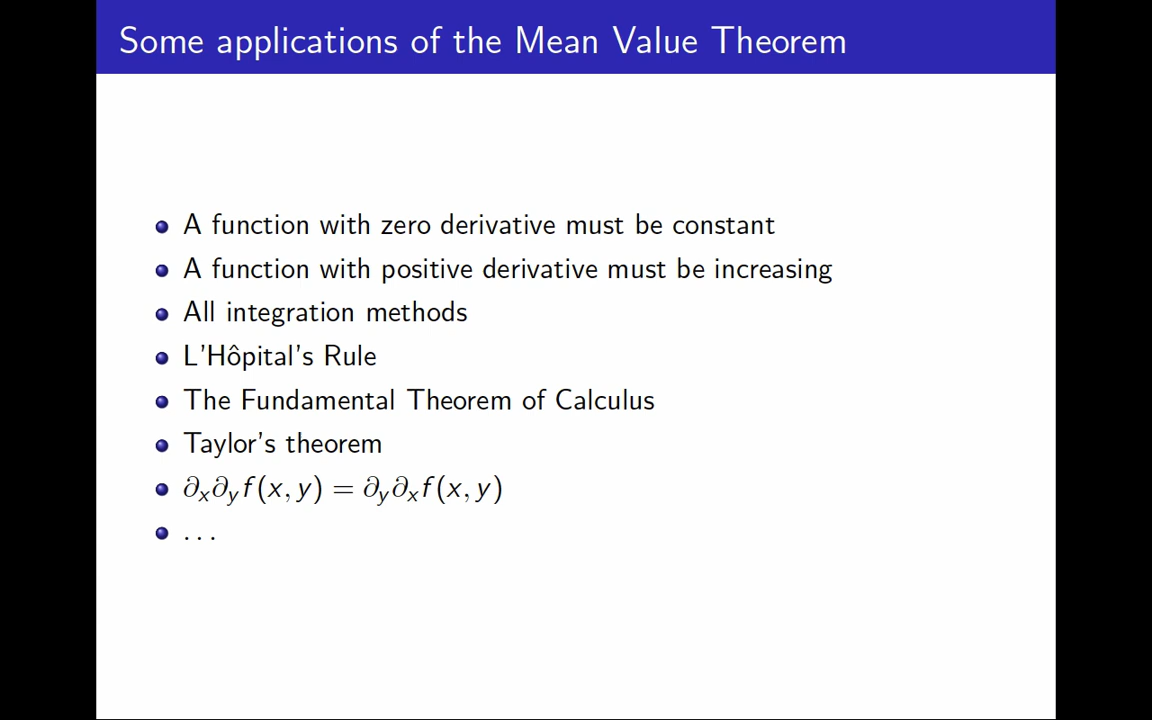 Some applications of the Mean Value Theorem
A function with zero derivative must be constant
A function with positive derivative must be increasing
All integration methods
L'Hôpital's Rule
The Fundamental Theorem of Calculus
Taylor's theorem
∂ₓ∂ᵧf(x, y) = ∂ᵧ∂ₓf(x, y)
...